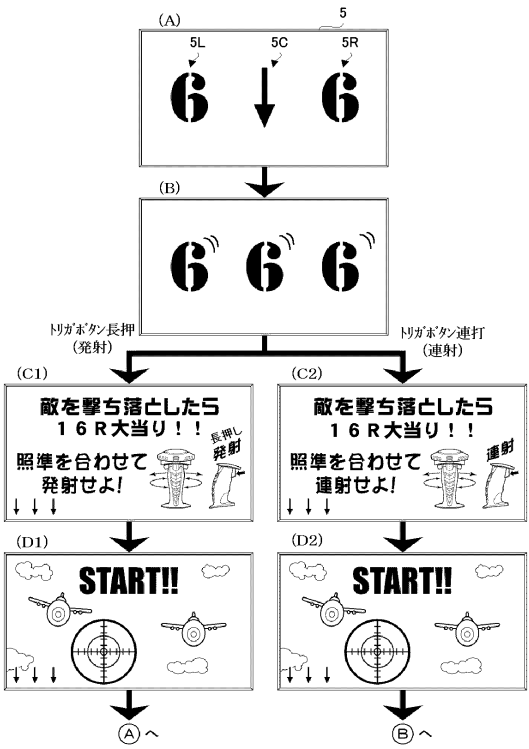 (A)
5
5L
5C
5R
6
6
(B)
6
6
6
ﾄﾘｶﾞﾎﾞﾀﾝ長押
(発射)
ﾄﾘｶﾞﾎﾞﾀﾝ連打
(連射)
(C1)
敵を撃ち落としたら
16R大当り!!
照準を合わせて
発射せよ!
長押し
発射
(C2)
敵を撃ち落としたら
16R大当り!!
照準を合わせて
連射せよ!
連射
(D1)
START!!
(D2)
START!!
Ⓐへ
Ⓑへ